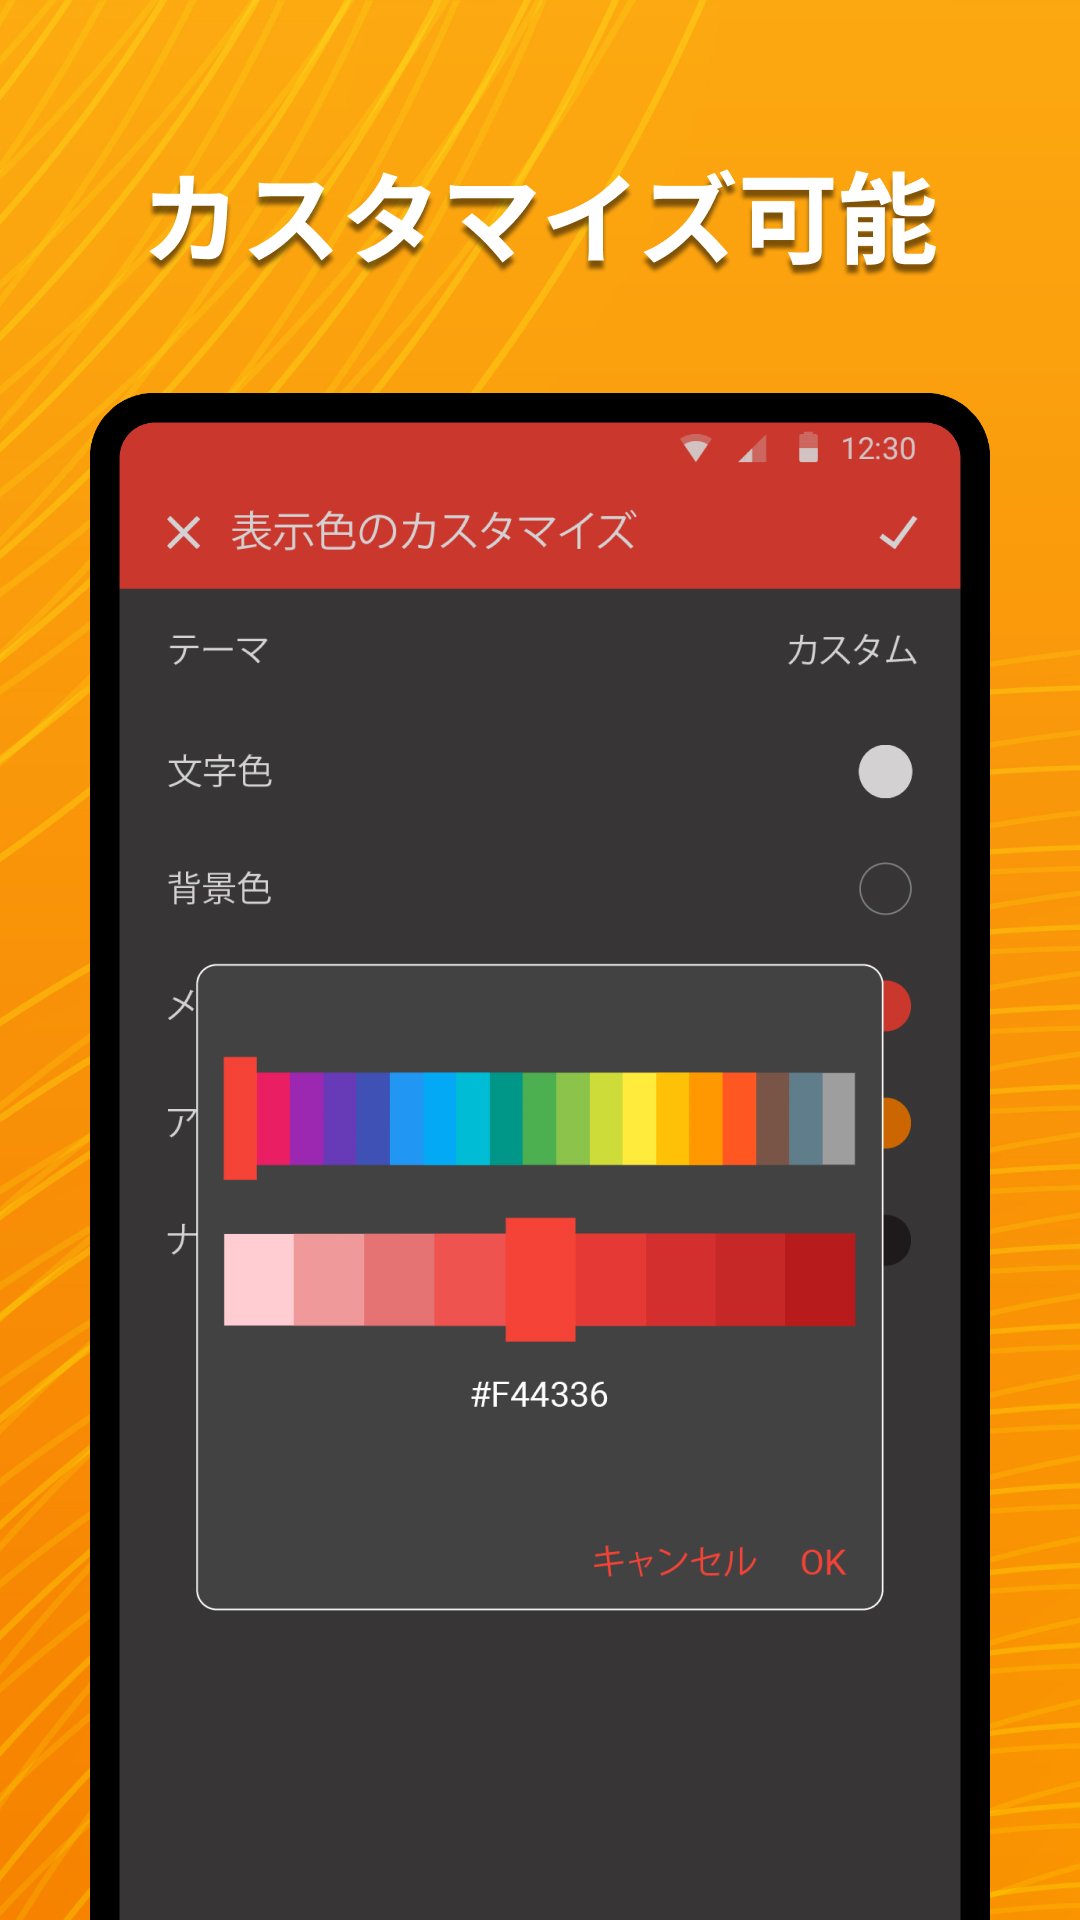 カスタマイズ可能
12:30
表示色のカスタマイズ
テーマ カスタム
文字色
背景色
メ
ア
ナ
#F44336
キャンセル OK